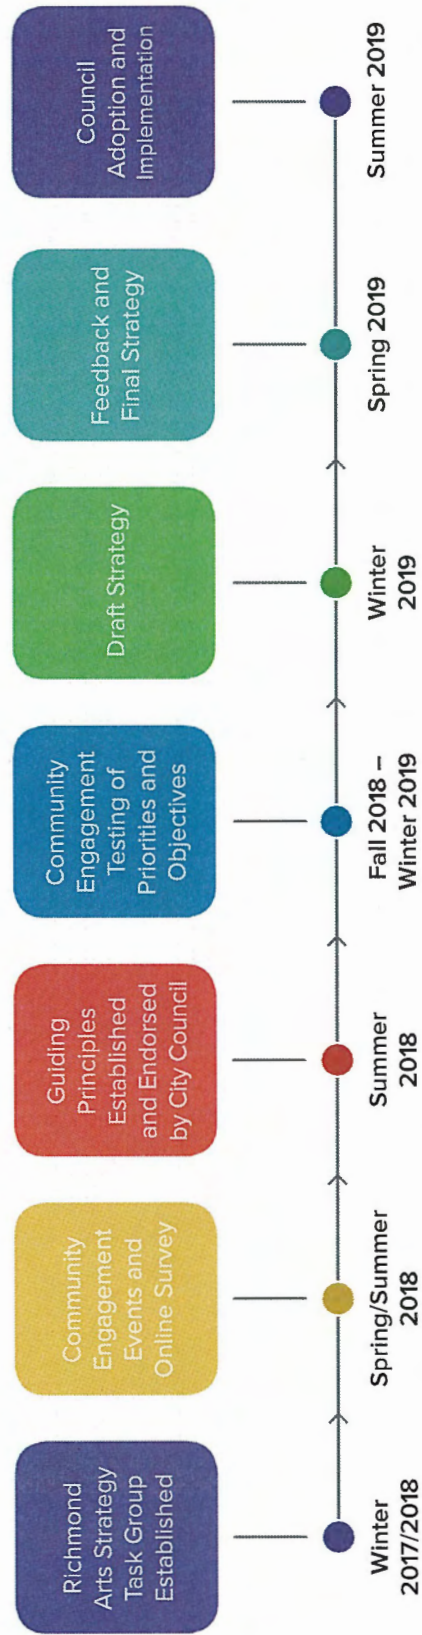 Richmond
Arts Strategy
Task Group
Established
Winter
2017/2018
Community
Engagement
Events and
Online Survey
Spring/Summer
2018
Guiding
Principles
Established
and Endorsed
by City Council
Summer
2018
Community
Engagement
Testing of
Priorities and
Objectives
Fall 2018 –
Winter 2019
Draft Strategy
Winter
2019
Feedback and
Final Strategy
Spring 2019
Council
Adoption and
Implementation
Summer 2019